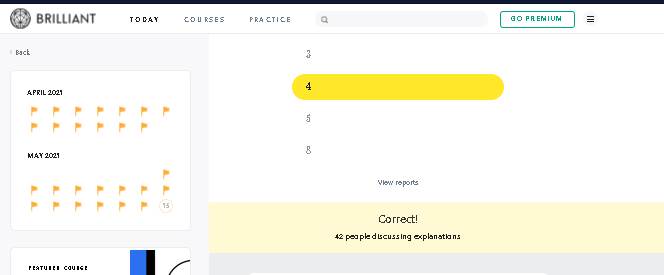 BRILLIANT
TODAY
COURSES
PRACTICE
GO PREMIUM
Back
APRIL 2021
MAY 2021
15
FEATURED COURSE
3
4
5
8
View reports
Correct!
42 people discussing explanations